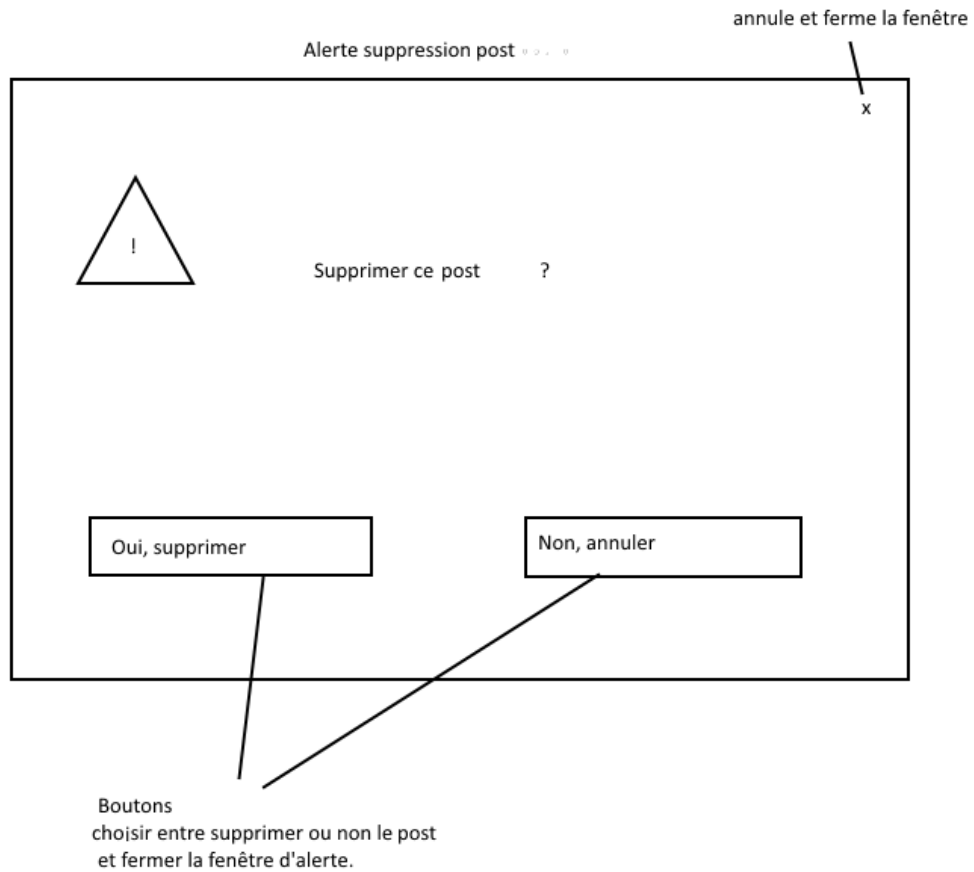 annule et ferme la fenêtre
Alerte suppression post
x
!
Supprimer ce post ?
Oui, supprimer
Non, annuler
Boutons
choisir entre supprimer ou non le post
et fermer la fenêtre d'alerte.